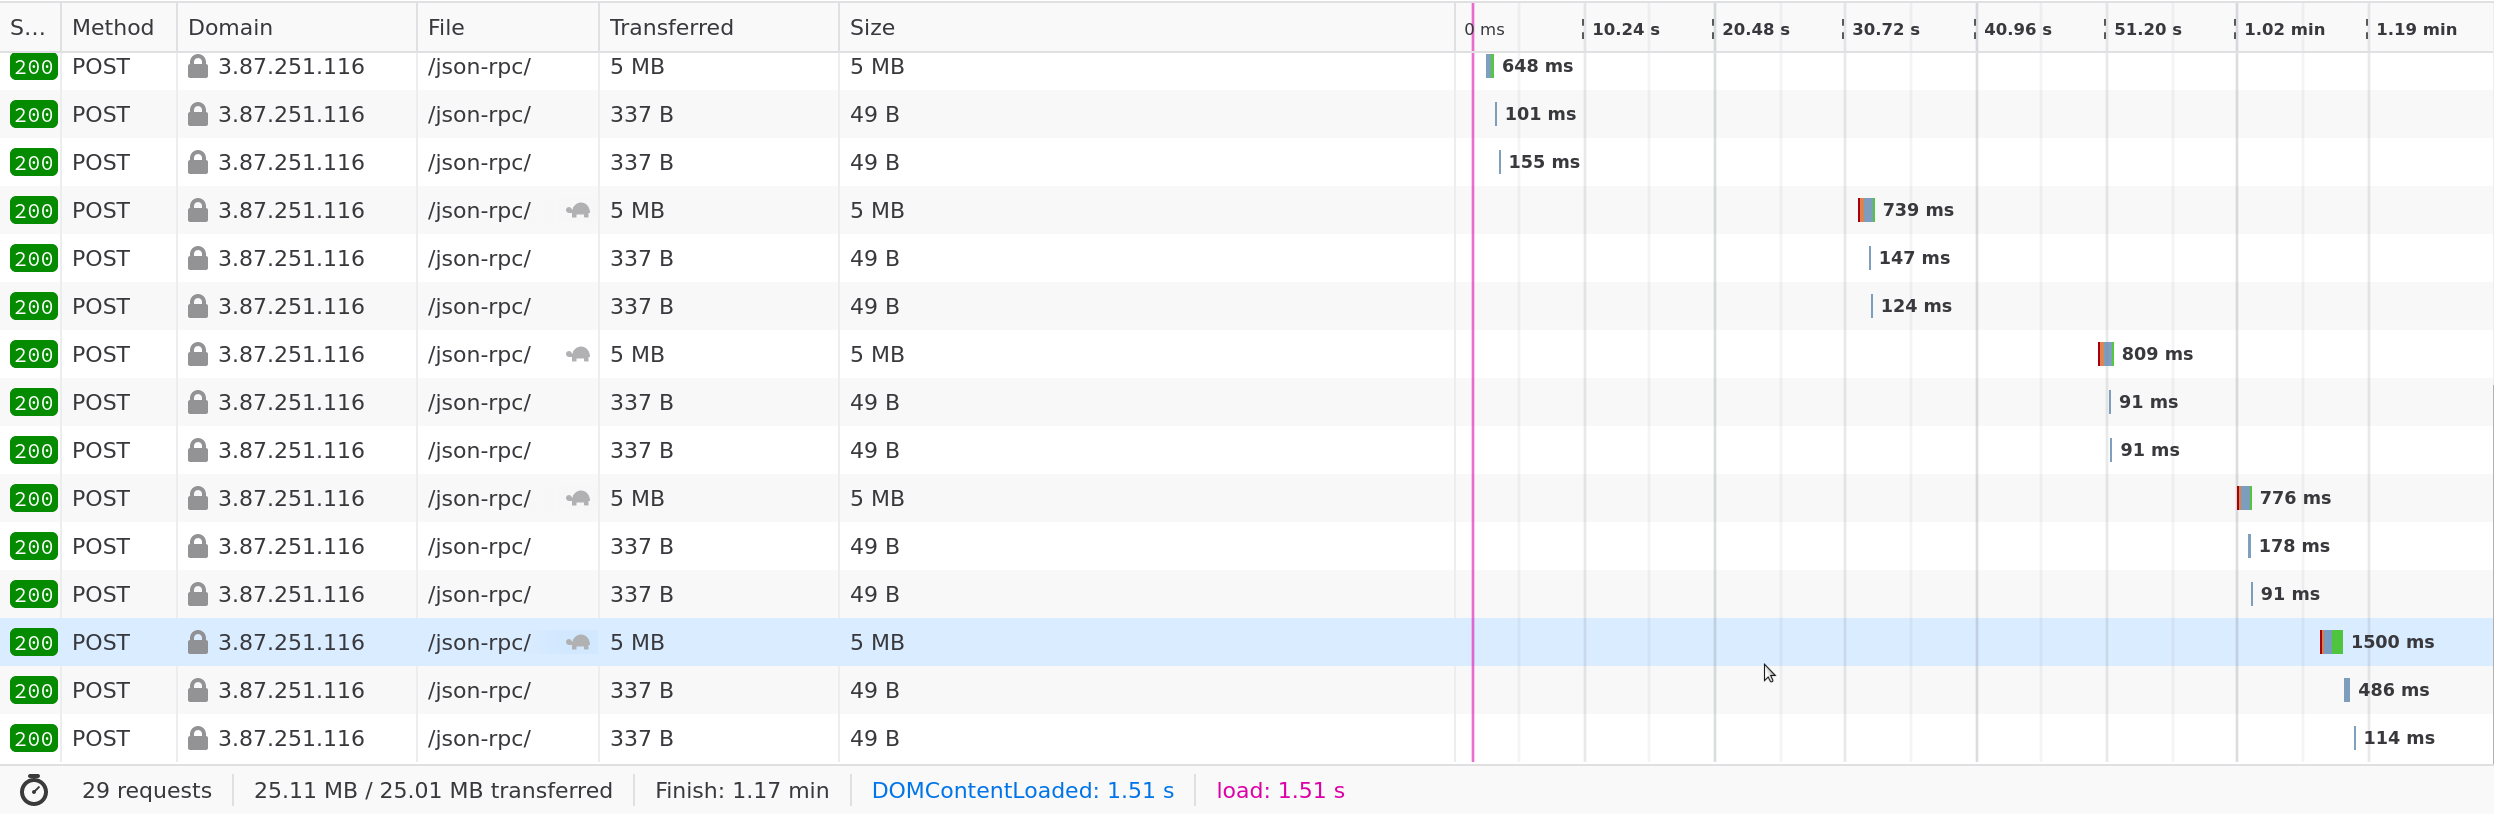 S... Method Domain File Transferred Size 0 ms 10.24 s 20.48 s 30.72 s 40.96 s 51.20 s 1.02 min 1.19 min
200 POST 3.87.251.116 /json-rpc/ 5 MB 5 MB 648 ms
200 POST 3.87.251.116 /json-rpc/ 337 B 49 B 101 ms
200 POST 3.87.251.116 /json-rpc/ 337 B 49 B 155 ms
200 POST 3.87.251.116 /json-rpc/ 5 MB 5 MB 739 ms
200 POST 3.87.251.116 /json-rpc/ 337 B 49 B 147 ms
200 POST 3.87.251.116 /json-rpc/ 337 B 49 B 124 ms
200 POST 3.87.251.116 /json-rpc/ 5 MB 5 MB 809 ms
200 POST 3.87.251.116 /json-rpc/ 337 B 49 B 91 ms
200 POST 3.87.251.116 /json-rpc/ 337 B 49 B 91 ms
200 POST 3.87.251.116 /json-rpc/ 5 MB 5 MB 776 ms
200 POST 3.87.251.116 /json-rpc/ 337 B 49 B 178 ms
200 POST 3.87.251.116 /json-rpc/ 337 B 49 B 91 ms
200 POST 3.87.251.116 /json-rpc/ 5 MB 5 MB 1500 ms
200 POST 3.87.251.116 /json-rpc/ 337 B 49 B 486 ms
200 POST 3.87.251.116 /json-rpc/ 337 B 49 B 114 ms
29 requests 25.11 MB / 25.01 MB transferred Finish: 1.17 min DOMContentLoaded: 1.51 s load: 1.51 s